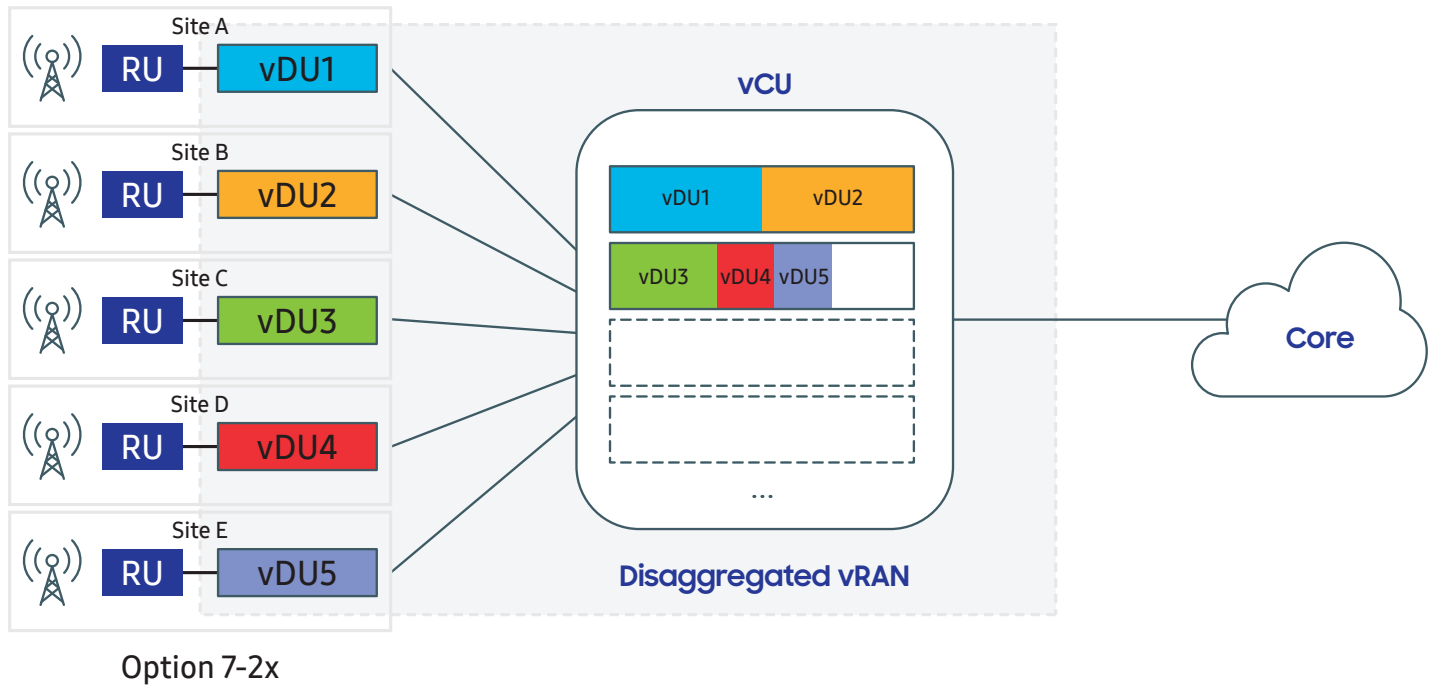 Site A
RU
vDU1
Site B
RU
vDU2
Site C
RU
vDU3
Site D
RU
vDU4
Site E
RU
vDU5
Option 7-2x
vCU
vDU1 vDU2
vDU3 vDU4 vDU5
...
Disaggregated vRAN
Core